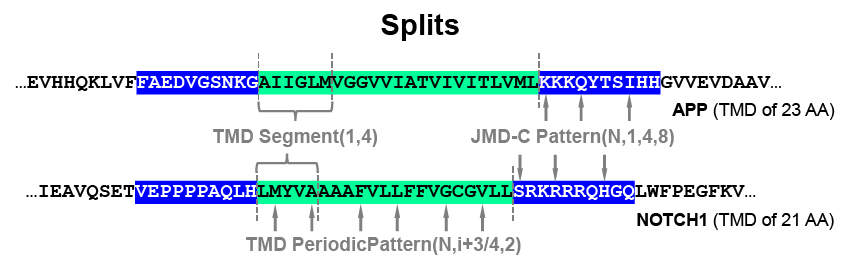 Splits
...EVHHQKLVFFAEDVGSNKGAIIGLMVGGVVIATVIVITLVMLKKKQYTSIHHGVVEVDAAV...
APP (TMD of 23 AA)
TMD Segment(1,4)
JMD-C Pattern(N,1,4,8)
...IEAVQSETVEPPPPAQLHLMYVAAAAFVLLFFVGCGVLLSRKRRRQHGQLWFPEGFKV...
NOTCH1 (TMD of 21 AA)
TMD PeriodicPattern(N,i+3/4,2)